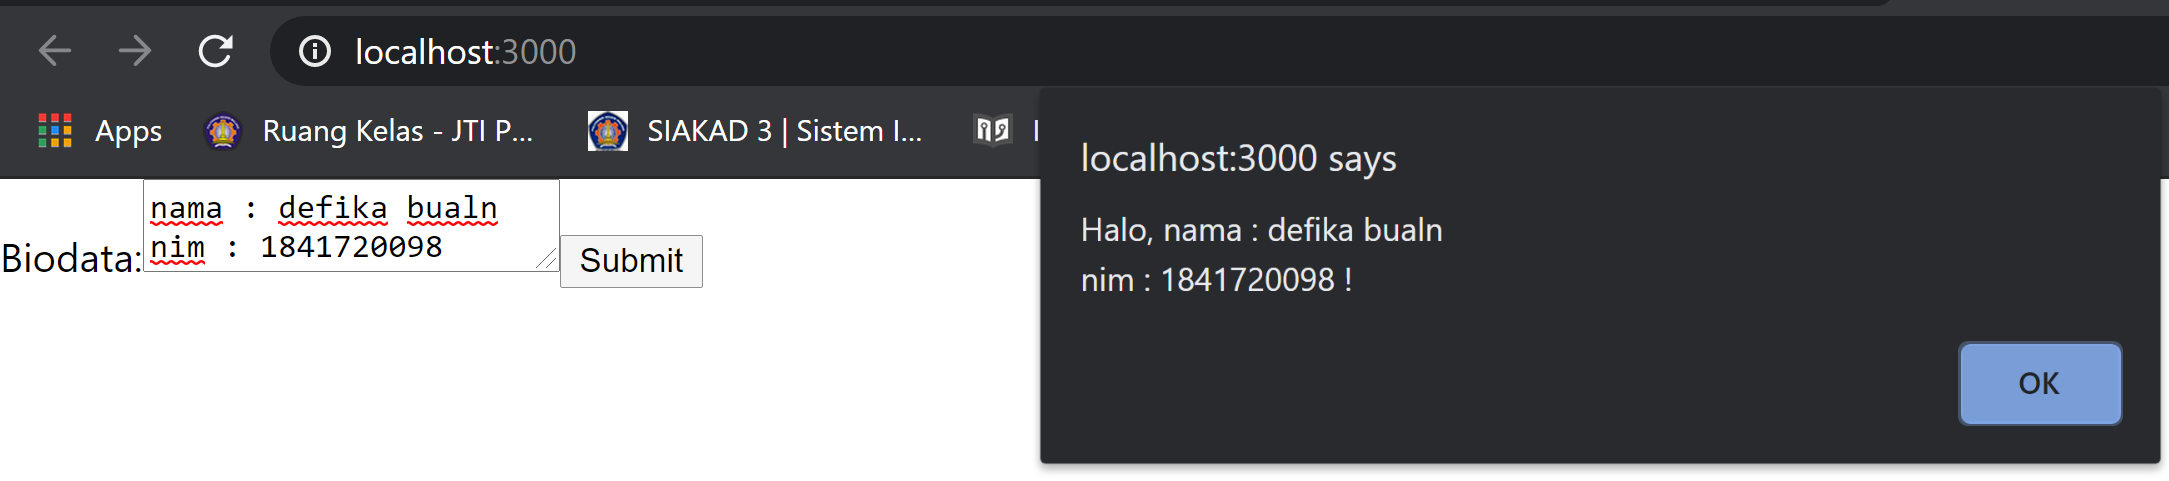 localhost:3000
Apps
Ruang Kelas - JTI P...
SIAKAD 3 | Sistem I...
localhost:3000 says
Halo, nama : defika bualn
nim : 1841720098 !
OK
Biodata:
nama : defika bualn
nim : 1841720098
Submit